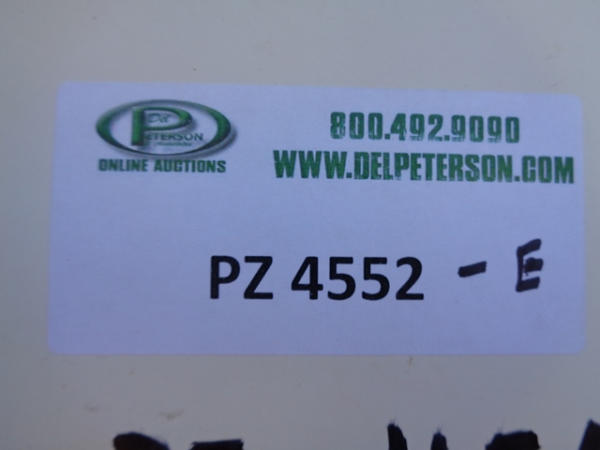 Del
PETERSON
ONLINE AUCTIONS
800.492.9090
WWW.DELPETERSON.COM
PZ 4552 - E